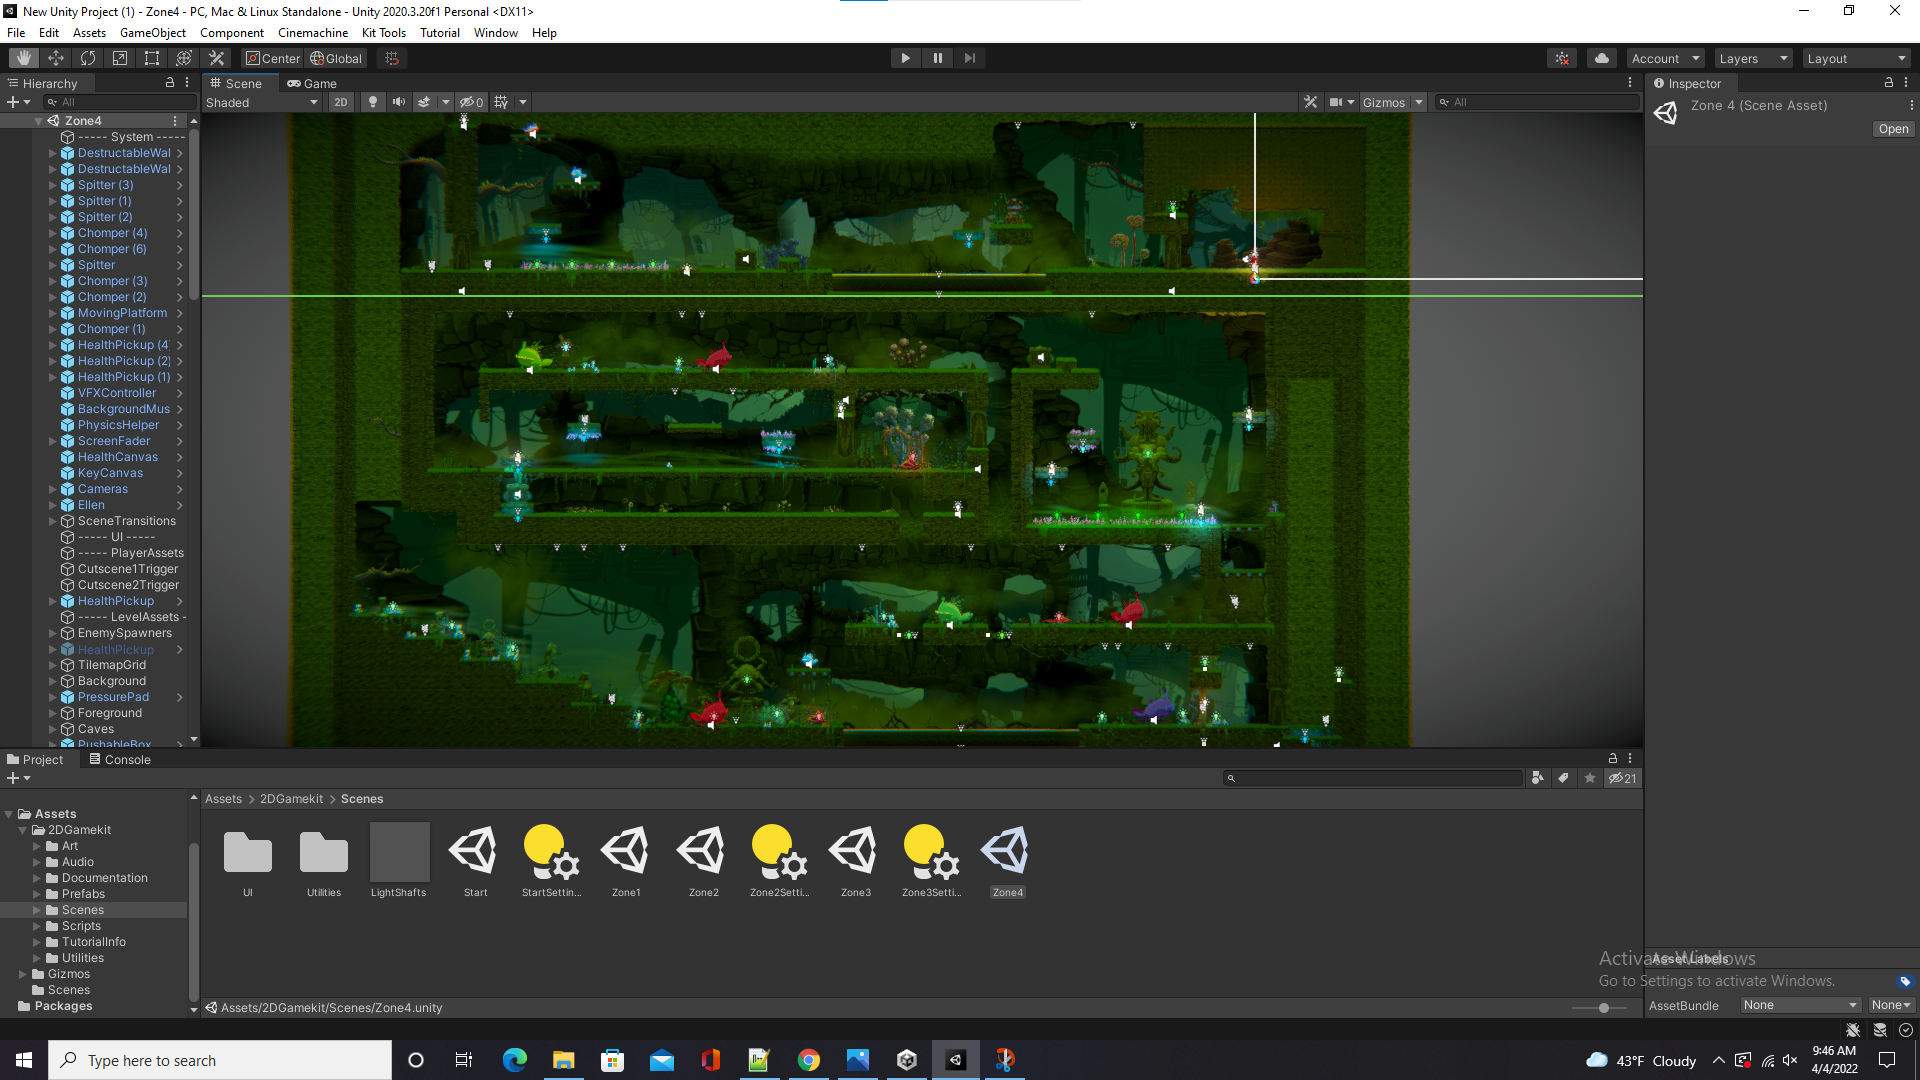 New Unity Project (1) - Zone4 - PC, Mac & Linux Standalone - Unity 2020.3.20f1 Personal <DX11>
File Edit Assets GameObject Component Cinemachine Kit Tools Tutorial Window Help
Center Global Account Layers Layout
Hierarchy Scene Game Inspector
All Shaded 2D 0 Gizmos All Zone 4 (Scene Asset)
Open
Zone4
----- System -----
DestructableWal
DestructableWal
Spitter (3)
Spitter (1)
Spitter (2)
Chomper (4)
Chomper (6)
Spitter
Chomper (3)
Chomper (2)
MovingPlatform
Chomper (1)
HealthPickup (4
HealthPickup (2)
HealthPickup (1)
VFXController
BackgroundMus
PhysicsHelper
ScreenFader
HealthCanvas
KeyCanvas
Cameras
Ellen
SceneTransitions
----- UI -----
----- PlayerAssets
Cutscene1Trigger
Cutscene2Trigger
HealthPickup
----- LevelAssets -
EnemySpawners
HealthPickup
TilemapGrid
Background
PressurePad
Foreground
Caves
PushableBox
Project Console
21
Assets > 2DGamekit > Scenes
Assets
2DGamekit
Art
Audio
Documentation
Prefabs
Scenes
Scripts
TutorialInfo
Utilities
Gizmos
Scenes
Packages
UI Utilities LightShafts Start StartSettin... Zone1 Zone2 Zone2Setti... Zone3 Zone3Setti... Zone4
Assets/2DGamekit/Scenes/Zone4.unity
Activate Windows
Asset Labels
Go to Settings to activate Windows.
AssetBundle None None
Type here to search
43°F Cloudy
9:46 AM
4/4/2022